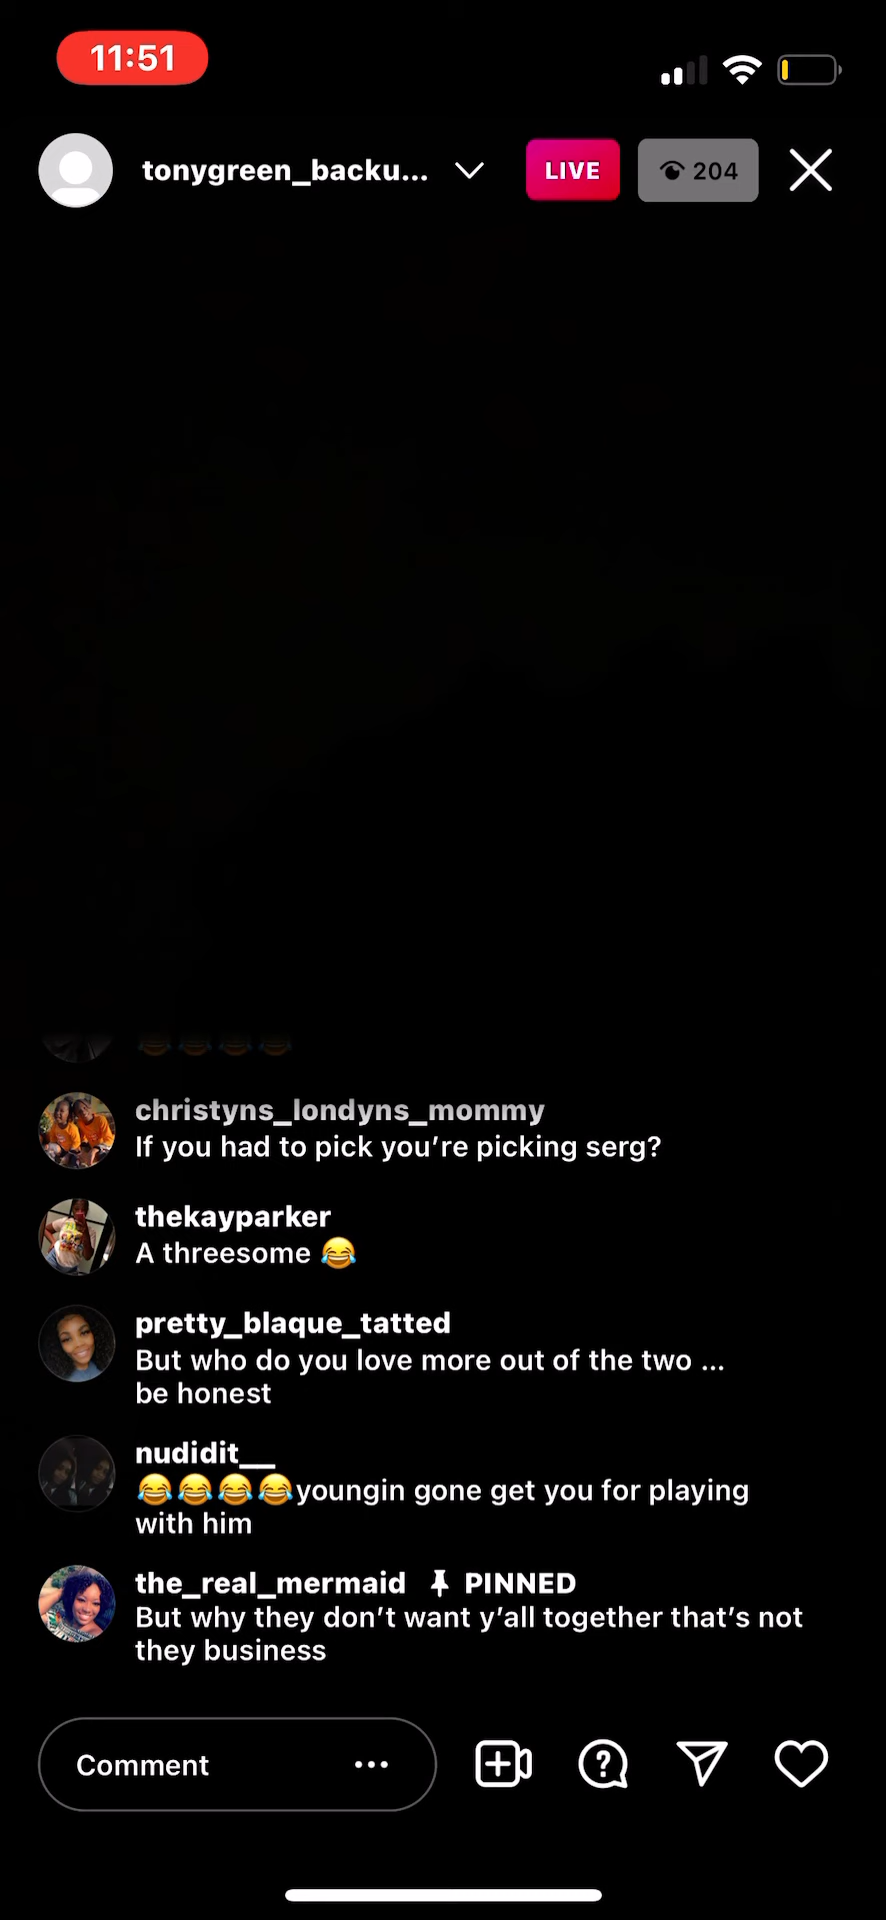 11:51
tonygreen_backu...
LIVE
204
😂😂😂😂
christyns_londyns_mommy
If you had to pick you’re picking serg?
thekayparker
A threesome 😂
pretty_blaque_tatted
But who do you love more out of the two ...
be honest
nudidit__
😂😂😂😂youngin gone get you for playing
with him
the_real_mermaid PINNED
But why they don’t want y’all together that’s not
they business
Comment